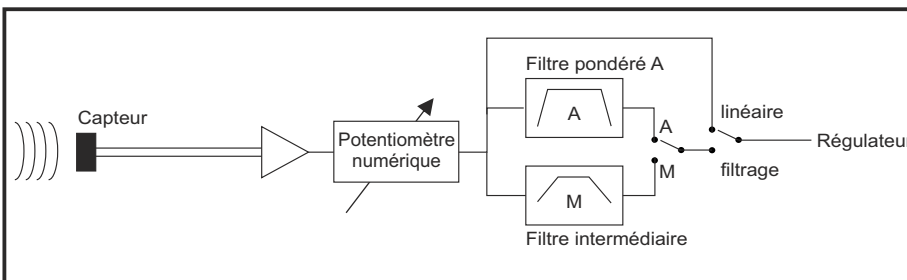 Capteur
Potentiomètre
numérique
Filtre pondéré A
A
A
M
M
Filtre intermédiaire
linéaire
filtrage
Régulateur